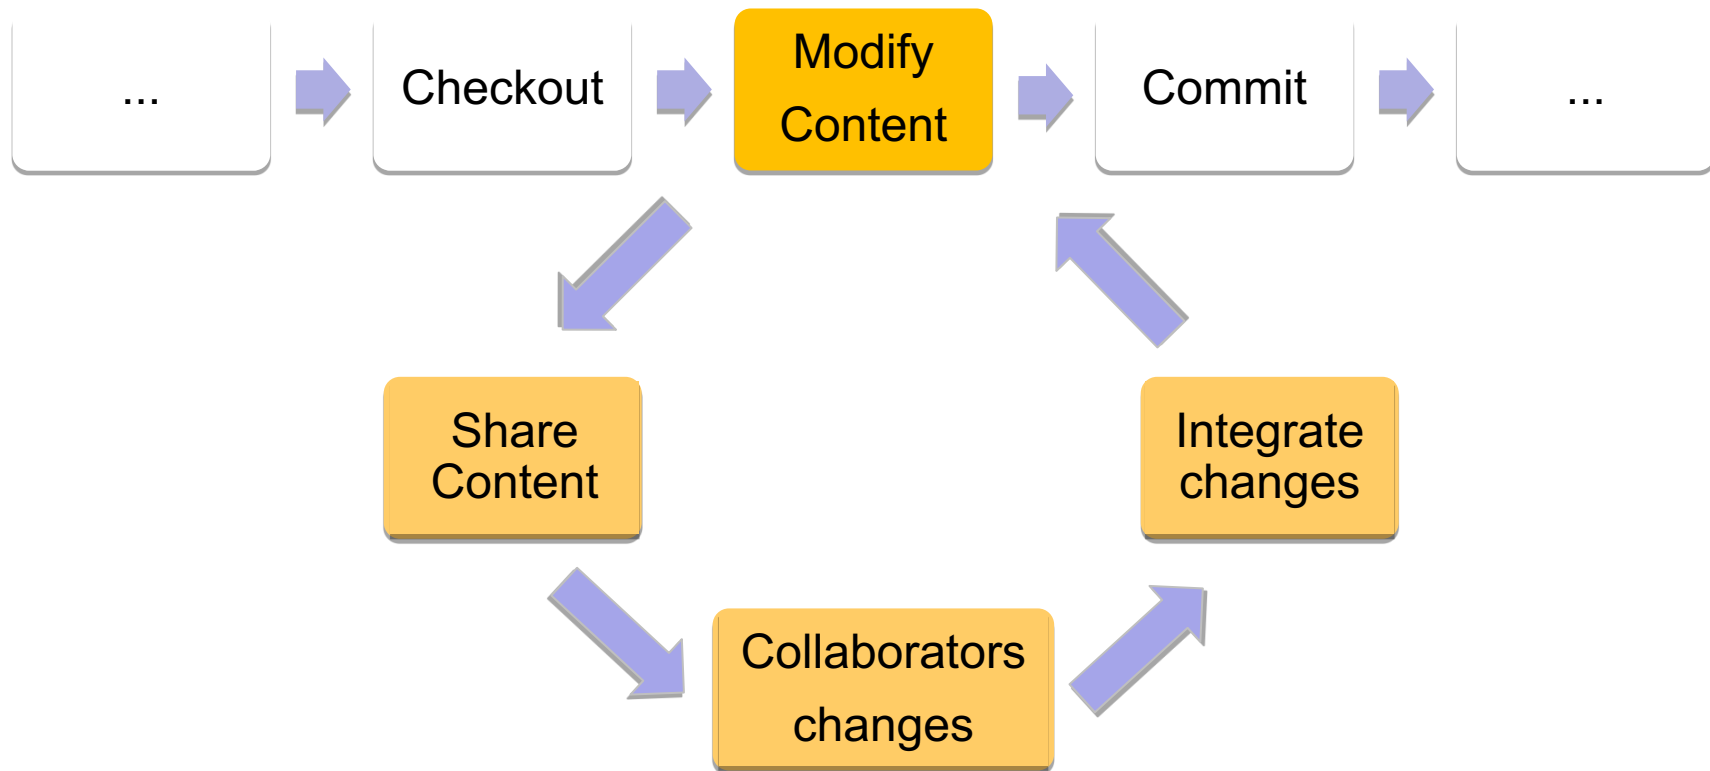 ...
Checkout
Modify
Content
Commit
...
Share
Content
Integrate
changes
Collaborators
changes